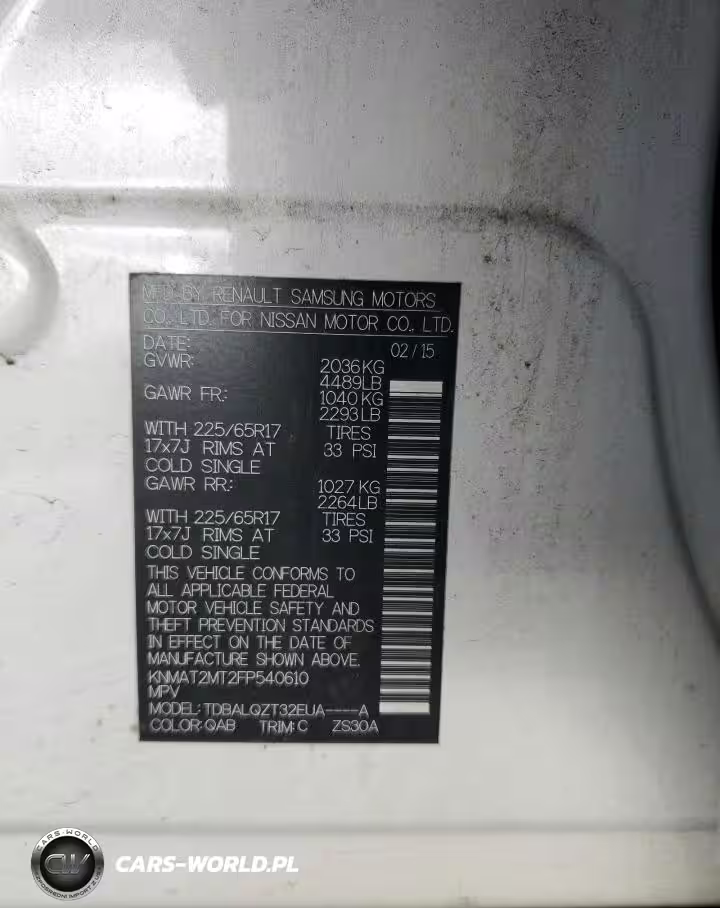 MFD BY RENAULT SAMSUNG MOTORS
CO., LTD. FOR NISSAN MOTOR CO., LTD.
DATE: 02/15
GVWR: 2036KG
4489LB
GAWR FR: 1040KG
2293LB
WITH 225/65R17 TIRES
17x7J RIMS AT 33 PSI
COLD SINGLE
GAWR RR: 1027KG
2264LB
WITH 225/65R17 TIRES
17x7J RIMS AT 33 PSI
COLD SINGLE
THIS VEHICLE CONFORMS TO
ALL APPLICABLE FEDERAL
MOTOR VEHICLE SAFETY AND
THEFT PREVENTION STANDARDS
IN EFFECT ON THE DATE OF
MANUFACTURE SHOWN ABOVE.
KNMAT2MT2FP540610
MPV
MODEL: TDBALQZT32EUA----A
COLOR: QAB TRIM: C ZS30A
CARS-WORLD
CW
CARS-WORLD.PL